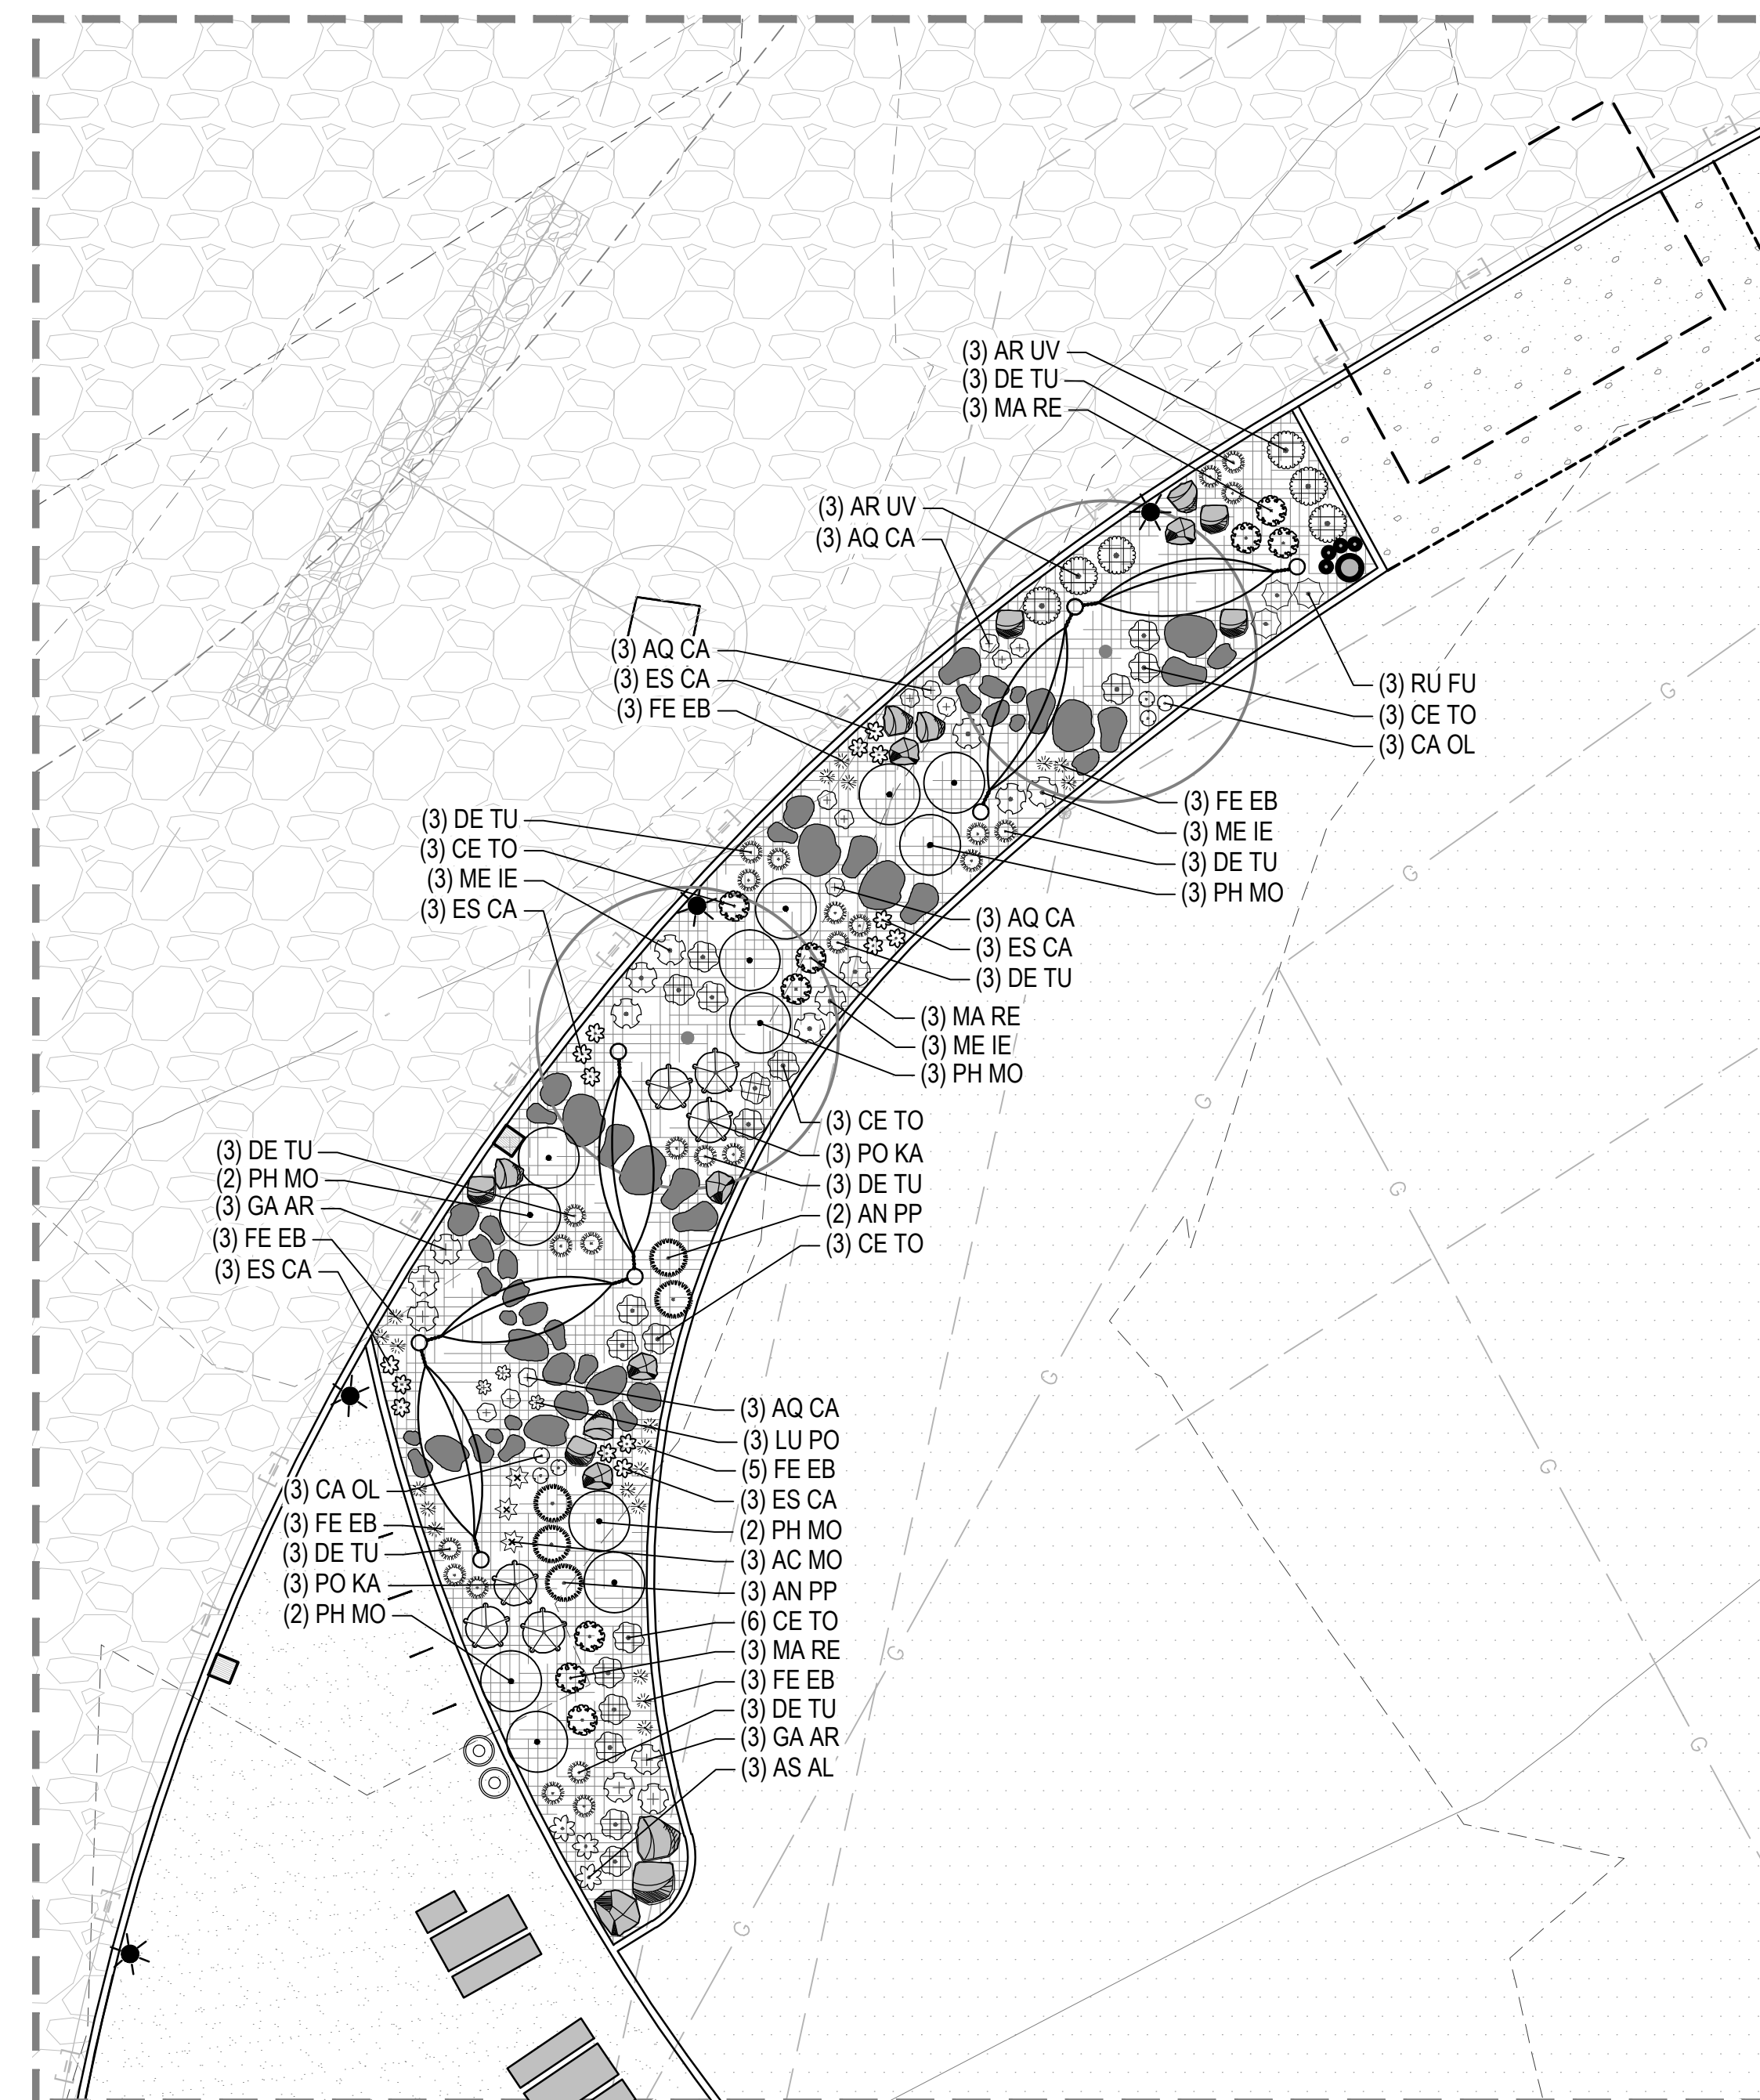 (3) AR UV
(3) DE TU
(3) MA RE
(3) AR UV
(3) AQ CA
(3) AQ CA
(3) ES CA
(3) FE EB
(3) RU FU
(3) CE TO
(3) CA OL
(3) FE EB
(3) ME IE
(3) DE TU
(3) PH MO
(3) DE TU
(3) CE TO
(3) ME IE
(3) ES CA
(3) AQ CA
(3) ES CA
(3) DE TU
(3) MA RE
(3) ME IE
(3) PH MO
(3) CE TO
(3) PO KA
(3) DE TU
(2) AN PP
(3) CE TO
(3) DE TU
(2) PH MO
(3) GA AR
(3) FE EB
(3) ES CA
(3) AQ CA
(3) LU PO
(5) FE EB
(3) ES CA
(2) PH MO
(3) AC MO
(3) AN PP
(6) CE TO
(3) MA RE
(3) FE EB
(3) DE TU
(3) GA AR
(3) AS AL
(3) CA OL
(3) FE EB
(3) DE TU
(3) PO KA
(2) PH MO
G
G
G
G
G
G
G
G
G
G